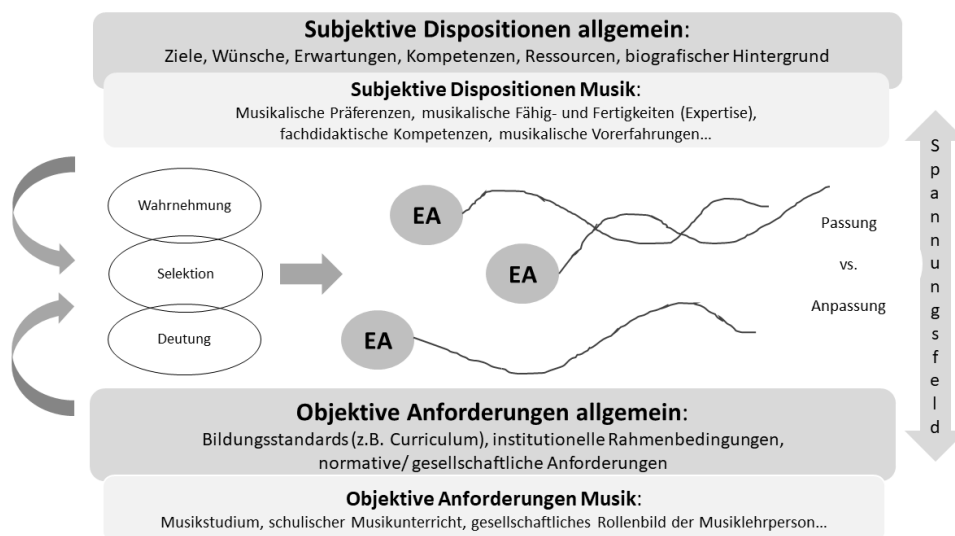 Subjektive Dispositionen allgemein:
Ziele, Wünsche, Erwartungen, Kompetenzen, Ressourcen, biografischer Hintergrund
Subjektive Dispositionen Musik:
Musikalische Präferenzen, musikalische Fähig- und Fertigkeiten (Expertise),
fachdidaktische Kompetenzen, musikalische Vorerfahrungen...
Wahrnehmung
Selektion
Deutung
EA
EA
EA
Passung
vs.
Anpassung
Spannungsfeld
Objektive Anforderungen allgemein:
Bildungsstandards (z.B. Curriculum), institutionelle Rahmenbedingungen,
normative/ gesellschaftliche Anforderungen
Objektive Anforderungen Musik:
Musikstudium, schulischer Musikunterricht, gesellschaftliches Rollenbild der Musiklehrperson...